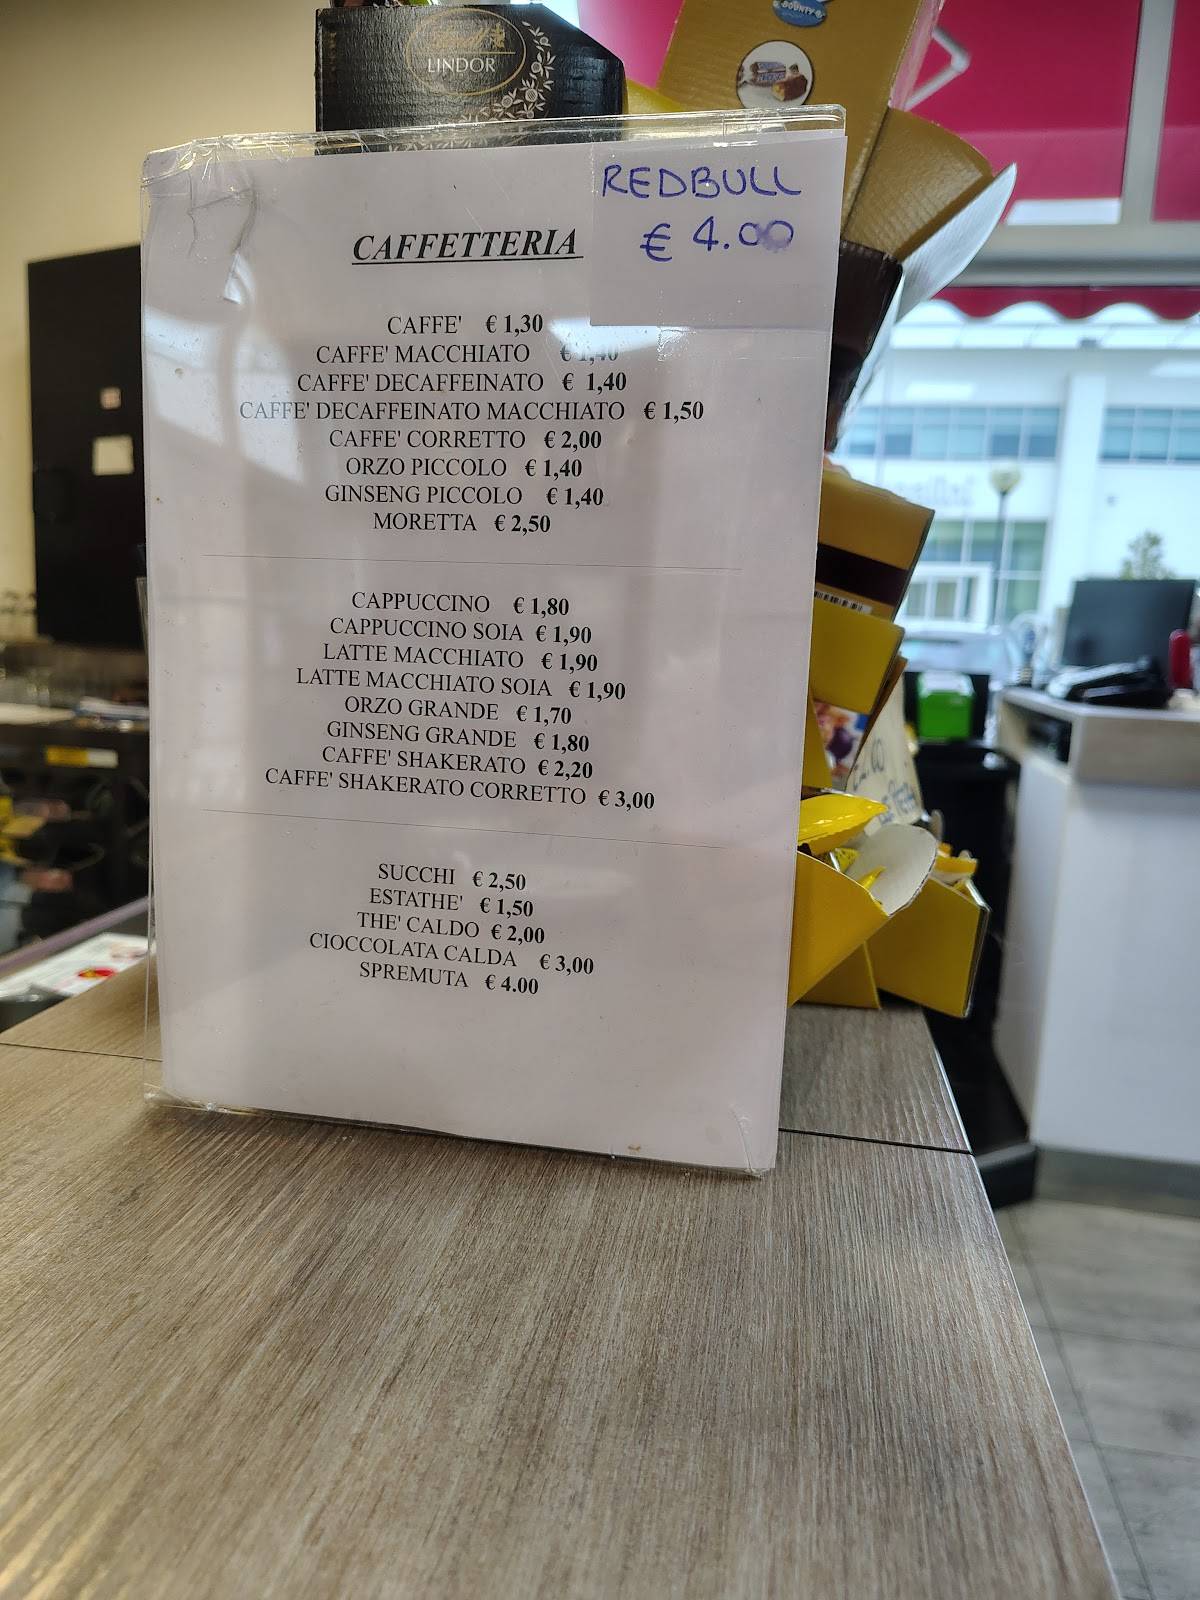 BOUNTY
Lindt
LINDOR
REDBULL
€ 4.00
CAFFETTERIA
CAFFE' € 1,30
CAFFE' MACCHIATO € 1,40
CAFFE' DECAFFEINATO € 1,40
CAFFE' DECAFFEINATO MACCHIATO € 1,50
CAFFE' CORRETTO € 2,00
ORZO PICCOLO € 1,40
GINSENG PICCOLO € 1,40
MORETTA € 2,50
CAPPUCCINO € 1,80
CAPPUCCINO SOIA € 1,90
LATTE MACCHIATO € 1,90
LATTE MACCHIATO SOIA € 1,90
ORZO GRANDE € 1,70
GINSENG GRANDE € 1,80
CAFFE' SHAKERATO € 2,20
CAFFE' SHAKERATO CORRETTO € 3,00
SUCCHI € 2,50
ESTATHE' € 1,50
THE' CALDO € 2,00
CIOCCOLATA CALDA € 3,00
SPREMUTA € 4.00